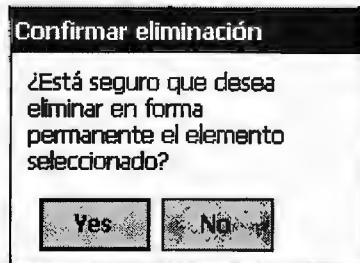 Confirmar eliminación
¿Está seguro que desea
eliminar en forma
permanente el elemento
seleccionado?
Yes No